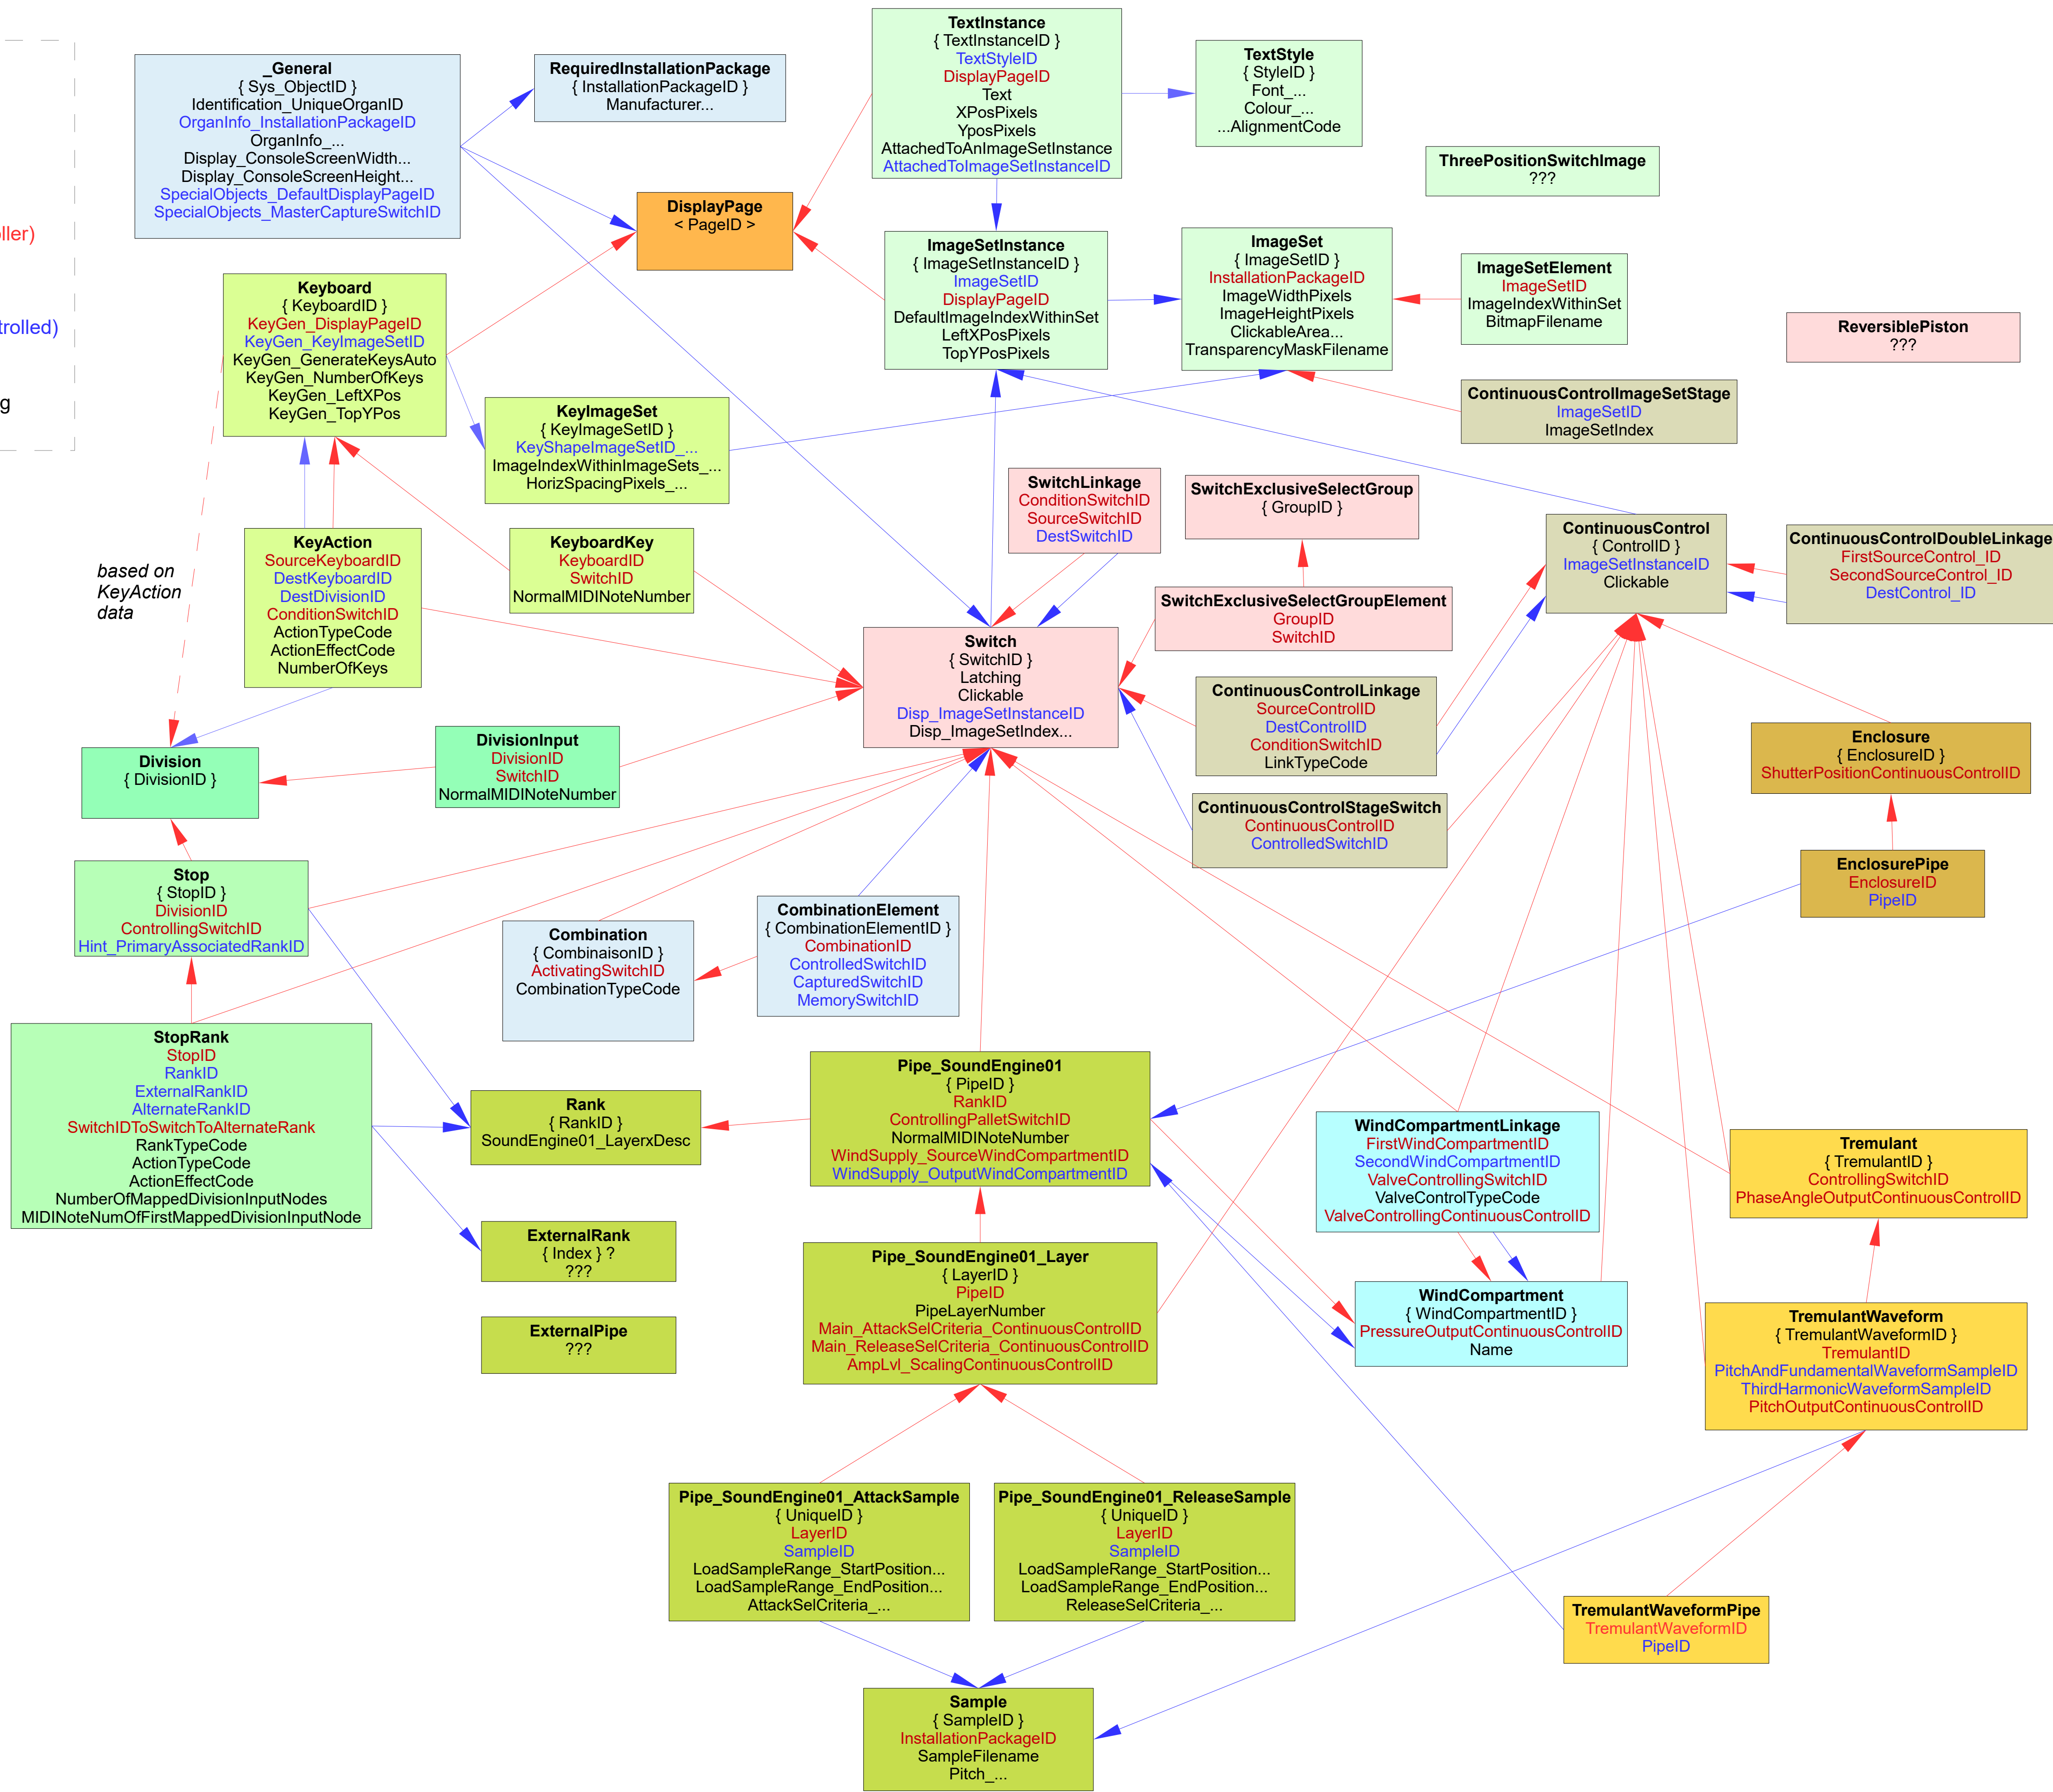 ller)
trolled)
g
_General
{ Sys_ObjectID }
Identification_UniqueOrganID
OrganInfo_InstallationPackageID
OrganInfo_...
Display_ConsoleScreenWidth...
Display_ConsoleScreenHeight...
SpecialObjects_DefaultDisplayPageID
SpecialObjects_MasterCaptureSwitchID
RequiredInstallationPackage
{ InstallationPackageID }
Manufacturer...
TextInstance
{ TextInstanceID }
TextStyleID
DisplayPageID
Text
XPosPixels
YposPixels
AttachedToAnImageSetInstance
AttachedToImageSetInstanceID
TextStyle
{ StyleID }
Font_...
Colour_...
...AlignmentCode
ThreePositionSwitchImage
???
DisplayPage
< PageID >
ImageSetInstance
{ ImageSetInstanceID }
ImageSetID
DisplayPageID
DefaultImageIndexWithinSet
LeftXPosPixels
TopYPosPixels
ImageSet
{ ImageSetID }
InstallationPackageID
ImageWidthPixels
ImageHeightPixels
ClickableArea...
TransparencyMaskFilename
ImageSetElement
ImageSetID
ImageIndexWithinSet
BitmapFilename
ReversiblePiston
???
Keyboard
{ KeyboardID }
KeyGen_DisplayPageID
KeyGen_KeyImageSetID
KeyGen_GenerateKeysAuto
KeyGen_NumberOfKeys
KeyGen_LeftXPos
KeyGen_TopYPos
KeyImageSet
{ KeyImageSetID }
KeyShapeImageSetID_...
ImageIndexWithinImageSets_...
HorizSpacingPixels_...
ContinuousControlImageSetStage
ImageSetID
ImageSetIndex
SwitchLinkage
ConditionSwitchID
SourceSwitchID
DestSwitchID
SwitchExclusiveSelectGroup
{ GroupID }
ContinuousControl
{ ControlID }
ImageSetInstanceID
Clickable
ContinuousControlDoubleLinkage
FirstSourceControl_ID
SecondSourceControl_ID
DestControl_ID
KeyAction
SourceKeyboardID
DestKeyboardID
DestDivisionID
ConditionSwitchID
ActionTypeCode
ActionEffectCode
NumberOfKeys
KeyboardKey
KeyboardID
SwitchID
NormalMIDINoteNumber
based on
KeyAction
data
SwitchExclusiveSelectGroupElement
GroupID
SwitchID
Switch
{ SwitchID }
Latching
Clickable
Disp_ImageSetInstanceID
Disp_ImageSetIndex...
ContinuousControlLinkage
SourceControlID
DestControlID
ConditionSwitchID
LinkTypeCode
Enclosure
{ EnclosureID }
ShutterPositionContinuousControlID
Division
{ DivisionID }
DivisionInput
DivisionID
SwitchID
NormalMIDINoteNumber
ContinuousControlStageSwitch
ContinuousControlID
ControlledSwitchID
EnclosurePipe
EnclosureID
PipeID
Stop
{ StopID }
DivisionID
ControllingSwitchID
Hint_PrimaryAssociatedRankID
Combination
{ CombinaisonID }
ActivatingSwitchID
CombinationTypeCode
CombinationElement
{ CombinationElementID }
CombinationID
ControlledSwitchID
CapturedSwitchID
MemorySwitchID
StopRank
StopID
RankID
ExternalRankID
AlternateRankID
SwitchIDToSwitchToAlternateRank
RankTypeCode
ActionTypeCode
ActionEffectCode
NumberOfMappedDivisionInputNodes
MIDINoteNumOfFirstMappedDivisionInputNode
Rank
{ RankID }
SoundEngine01_LayerxDesc
Pipe_SoundEngine01
{ PipeID }
RankID
ControllingPalletSwitchID
NormalMIDINoteNumber
WindSupply_SourceWindCompartmentID
WindSupply_OutputWindCompartmentID
WindCompartmentLinkage
FirstWindCompartmentID
SecondWindCompartmentID
ValveControllingSwitchID
ValveControlTypeCode
ValveControllingContinuousControlID
Tremulant
{ TremulantID }
ControllingSwitchID
PhaseAngleOutputContinuousControlID
ExternalRank
{ Index } ?
???
Pipe_SoundEngine01_Layer
{ LayerID }
PipeID
PipeLayerNumber
Main_AttackSelCriteria_ContinuousControlID
Main_ReleaseSelCriteria_ContinuousControlID
AmpLvl_ScalingContinuousControlID
WindCompartment
{ WindCompartmentID }
PressureOutputContinuousControlID
Name
ExternalPipe
???
TremulantWaveform
{ TremulantWaveformID }
TremulantID
PitchAndFundamentalWaveformSampleID
ThirdHarmonicWaveformSampleID
PitchOutputContinuousControlID
Pipe_SoundEngine01_AttackSample
{ UniqueID }
LayerID
SampleID
LoadSampleRange_StartPosition...
LoadSampleRange_EndPosition...
AttackSelCriteria_...
Pipe_SoundEngine01_ReleaseSample
{ UniqueID }
LayerID
SampleID
LoadSampleRange_StartPosition...
LoadSampleRange_EndPosition...
ReleaseSelCriteria_...
TremulantWaveformPipe
TremulantWaveformID
PipeID
Sample
{ SampleID }
InstallationPackageID
SampleFilename
Pitch_...